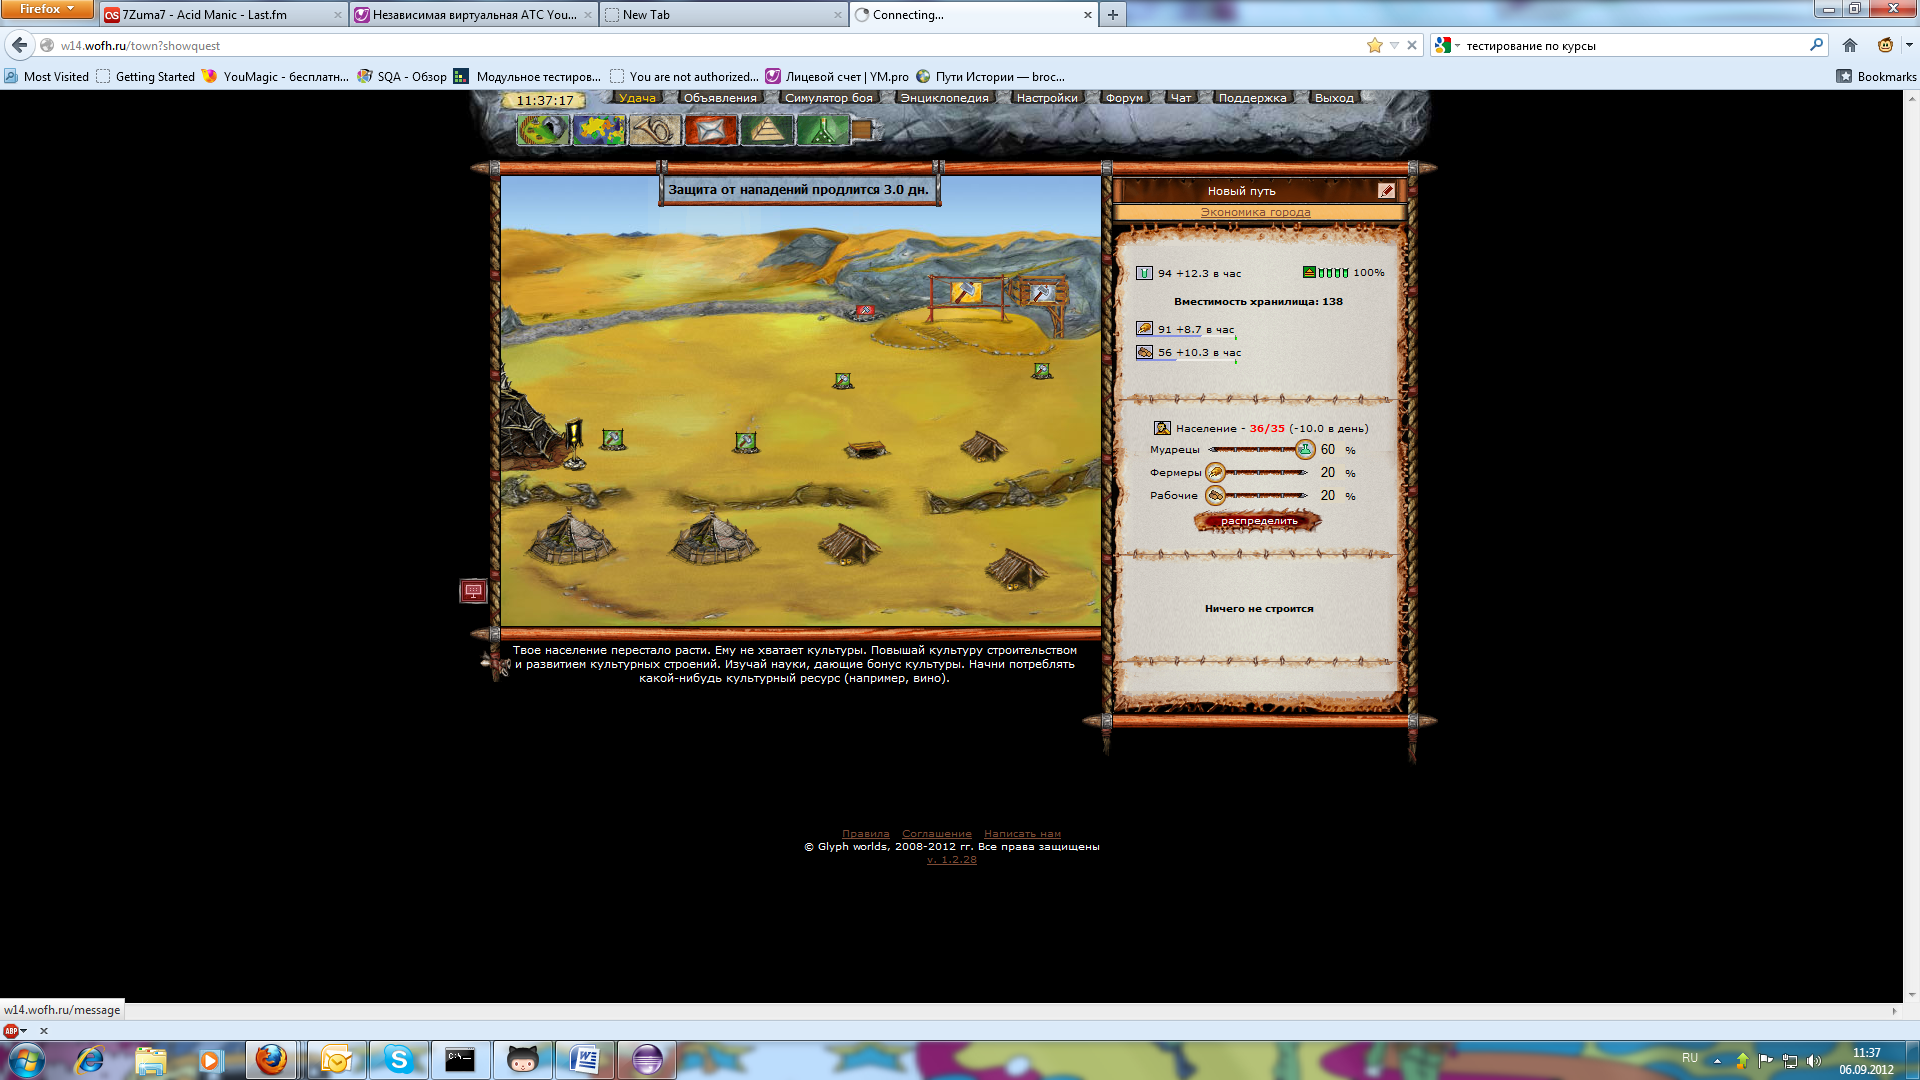 Firefox
7Zuma7 - Acid Manic - Last.fm
Независимая виртуальная АТС You...
New Tab
Connecting...
w14.wofh.ru/town?showquest
тестирование по курсы
Most Visited
Getting Started
YouMagic - бесплатн...
SQA - Обзор
Модульное тестиров...
You are not authorized...
Лицевой счет | YM.pro
Пути Истории — broc...
Bookmarks
11:37:17
Удача
Объявления
Симулятор боя
Энциклопедия
Настройки
Форум
Чат
Поддержка
Выход
Защита от нападений продлится 3.0 дн.
Новый путь
Экономика города
94 +12.3 в час
100%
Вместимость хранилища: 138
91 +8.7 в час
56 +10.3 в час
Население - 36/35 (-10.0 в день)
Мудрецы 60 %
Фермеры 20 %
Рабочие 20 %
распределить
Ничего не строится
Твое население перестало расти. Ему не хватает культуры. Повышай культуру строительством
и развитием культурных строений. Изучай науки, дающие бонус культуры. Начни потреблять
какой-нибудь культурный ресурс (например, вино).
Правила Соглашение Написать нам
© Glyph worlds, 2008-2012 гг. Все права защищены
v. 1.2.28
w14.wofh.ru/message
ABP
C:\_
RU
11:37
06.09.2012